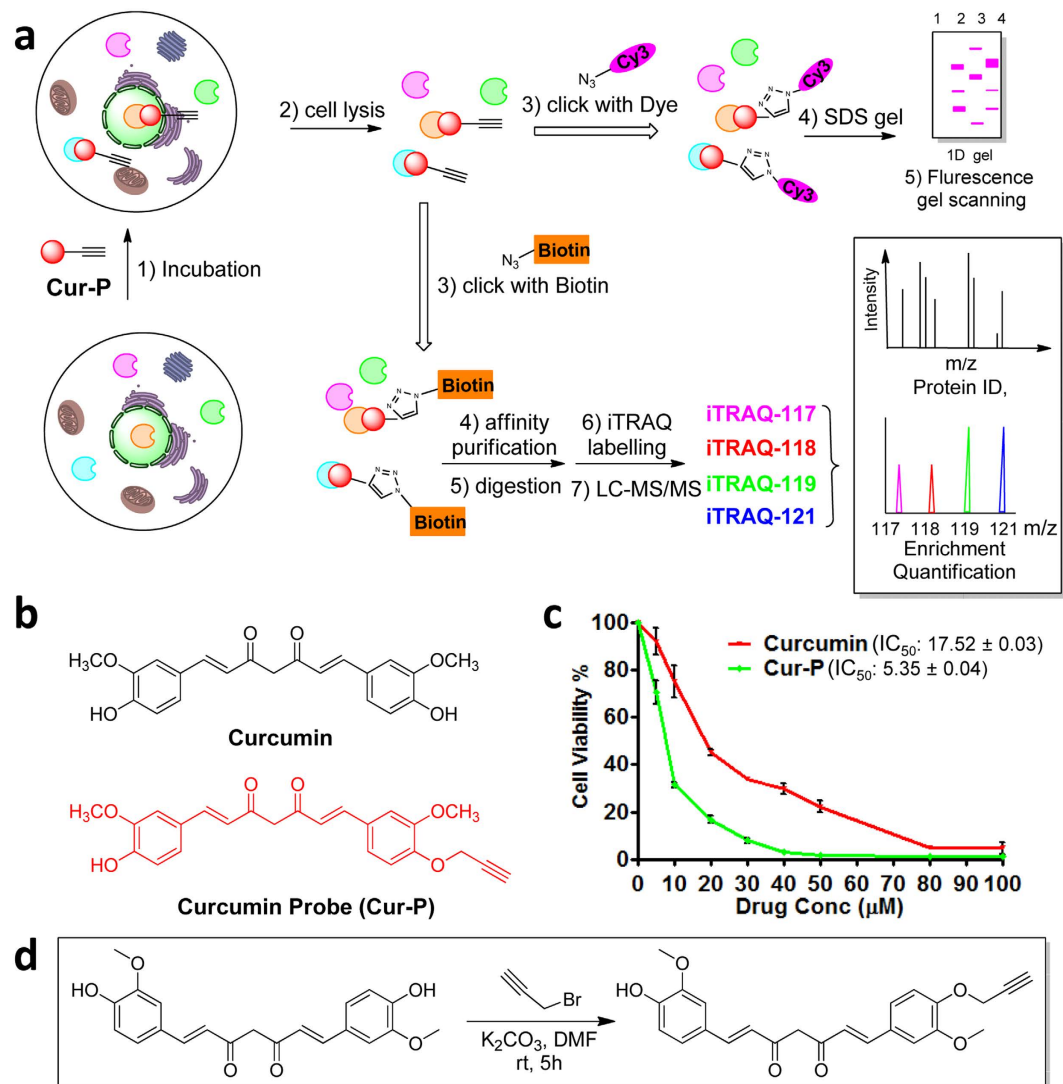 a
1) Incubation
Cur-P
2) cell lysis
N3
Cy3
3) click with Dye
N
N
N
Cy3
N
N
N
Cy3
4) SDS gel
1 2 3 4
1D gel
5) Flurescence
gel scanning
N3
Biotin
3) click with Biotin
N
N
N
Biotin
N
N
N
Biotin
4) affinity
purification
5) digestion
6) iTRAQ
labelling
7) LC-MS/MS
iTRAQ-117
iTRAQ-118
iTRAQ-119
iTRAQ-121
Intensity
m/z
Protein ID,
117 118 119 121 m/z
Enrichment
Quantification
b
O O
OCH3 OCH3
HO OH
Curcumin
O O
OCH3 OCH3
HO O
Curcumin Probe (Cur-P)
c
Curcumin (IC50: 17.52 ± 0.03)
Cur-P (IC50: 5.35 ± 0.04)
Cell Viability %
100
80
60
40
20
0
0 10 20 30 40 50 60 70 80 90 100
Drug Conc (µM)
d
O
HO OH
O
O O
Br
K2CO3, DMF
rt, 5h
O
HO O
O
O O